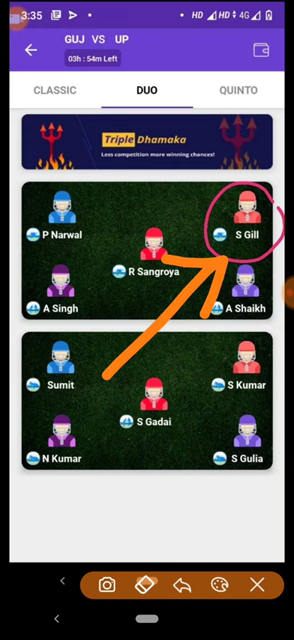 3:35 HD HD 4G
GUJ VS UP
03h : 54m Left
CLASSIC DUO QUINTO
Triple Dhamaka
Less competition more winning chances!
P Narwal
S Gill
R Sangroya
A Singh
A Shaikh
Sumit
S Kumar
S Gadai
N Kumar
S Gulia